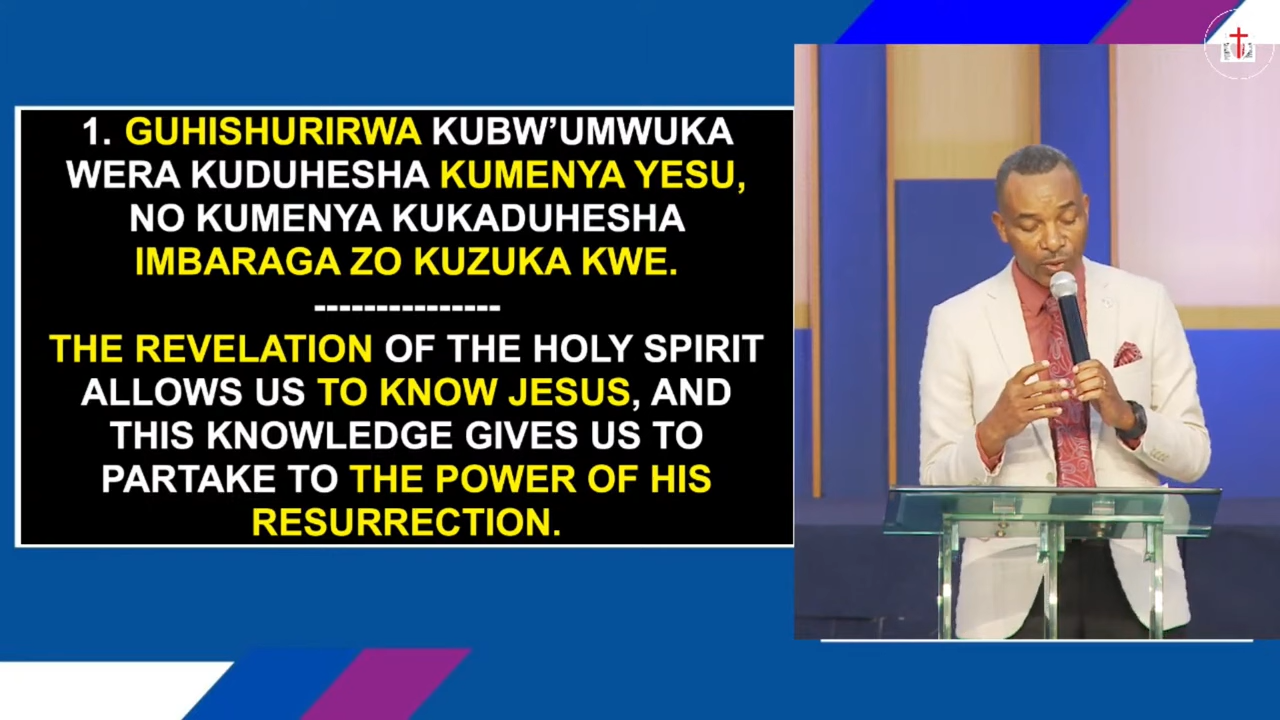 1. GUHISHURIRWA KUBW’UMWUKA
WERA KUDUHESHA KUMENYA YESU,
NO KUMENYA KUKADUHESHA
IMBARAGA ZO KUZUKA KWE.
---------------
THE REVELATION OF THE HOLY SPIRIT
ALLOWS US TO KNOW JESUS, AND
THIS KNOWLEDGE GIVES US TO
PARTAKE TO THE POWER OF HIS
RESURRECTION.